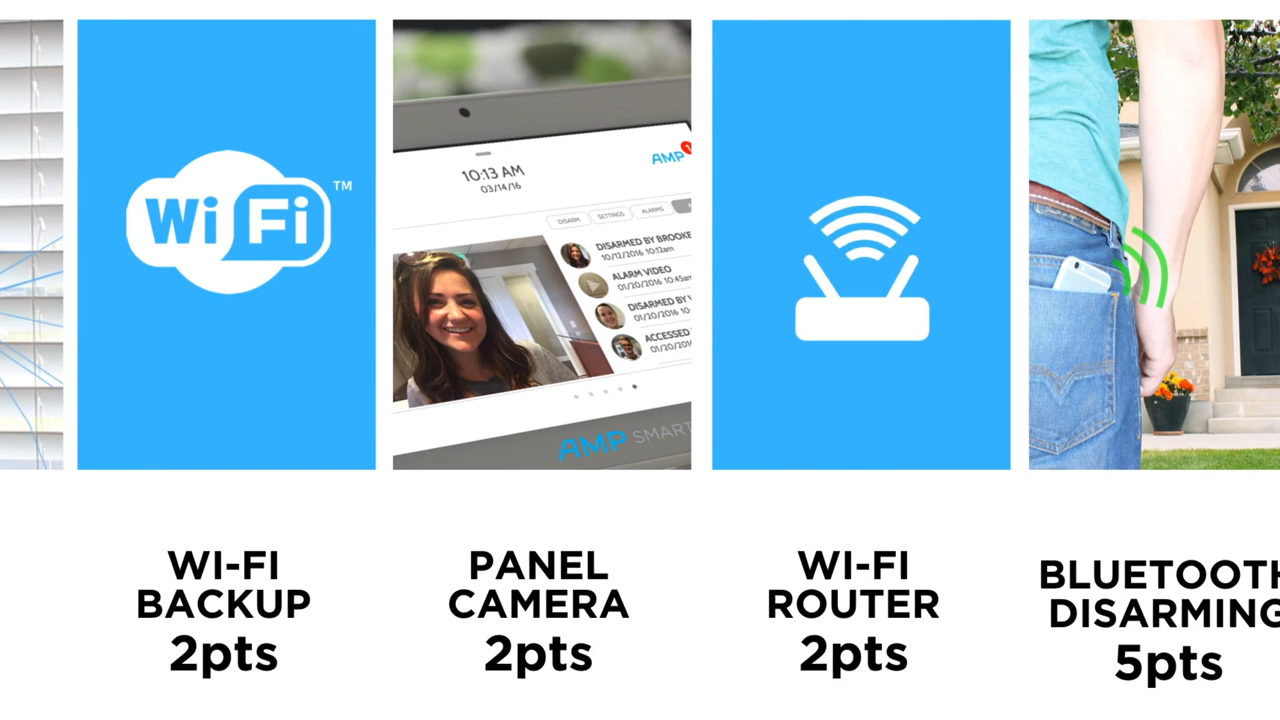 Wi Fi TM
10:13 AM
03/14/16
AMP
DISARM
SETTINGS
ALARMS
DISARMED BY BROOKE
10/12/2016 10:12am
ALARM VIDEO
01/20/2016 10:45am
DISARMED BY
01/20/2016 10
ACCESSED
01/20/201
AMP SMART
WI-FI
BACKUP
2pts
PANEL
CAMERA
2pts
WI-FI
ROUTER
2pts
BLUETOOTH
DISARMING
5pts